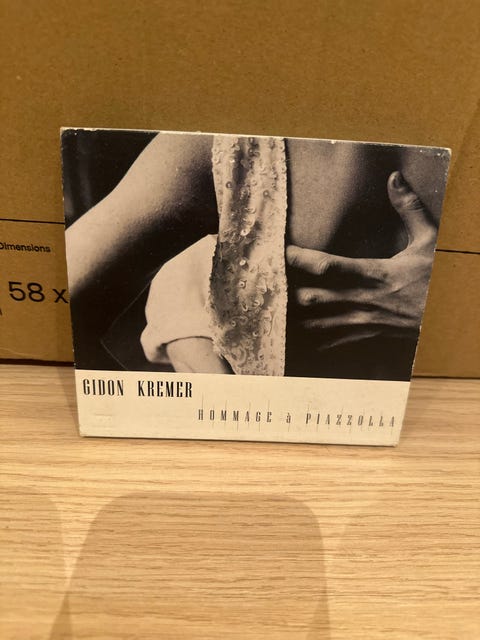 Dimensions
58 x
GIDON KREMER
HOMMAGE à PIAZZOLLA